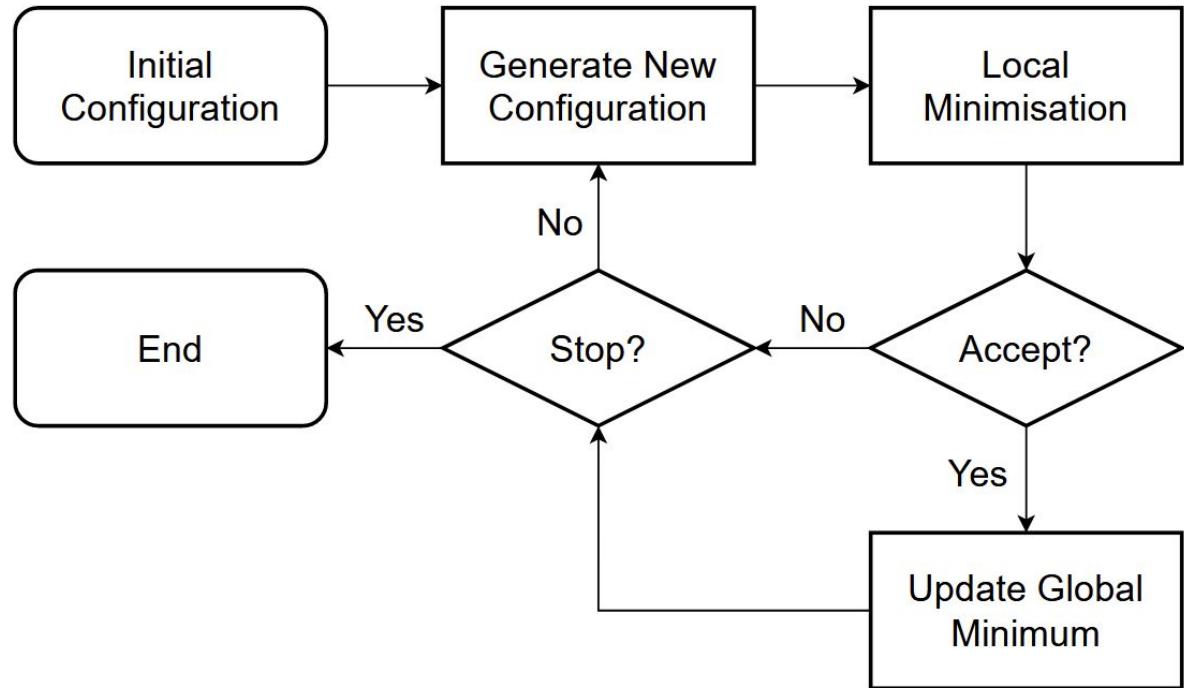 Initial
Configuration
Generate New
Configuration
Local
Minimisation
No
End
Yes
Stop?
No
Accept?
Yes
Update Global
Minimum